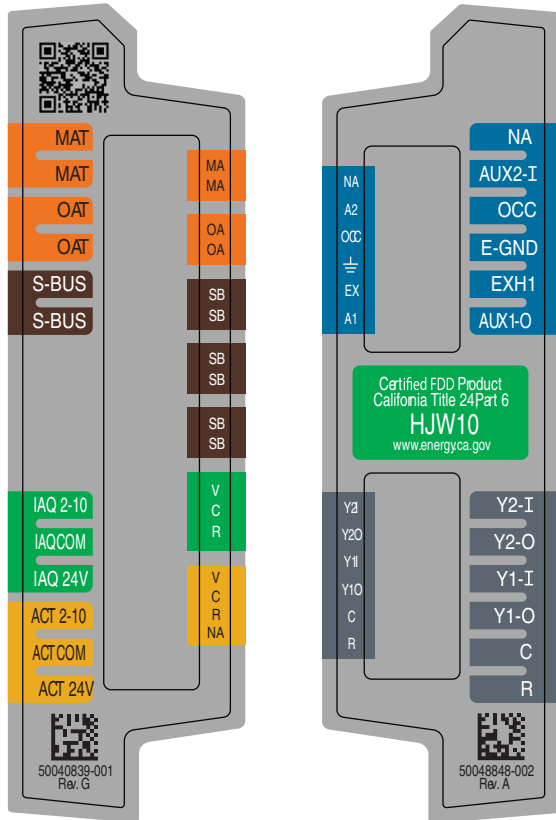 MAT
MAT
OAT
OAT
S-BUS
S-BUS
IAQ 2-10
IAQCOM
IAQ 24V
ACT 2-10
ACTCOM
ACT 24V
MA
MA
OA
OA
SB
SB
SB
SB
SB
SB
V
C
R
V
C
R
NA
50040839-001
Rev. G
NA
A2
OCC
EX
A1
NA
AUX2-I
OCC
E-GND
EXH1
AUX1-O
Certified FDD Product
California Title 24Part 6
HJW10
www.energy.ca.gov
Y2I
Y2O
Y1I
Y1O
C
R
Y2-I
Y2-O
Y1-I
Y1-O
C
R
50048848-002
Rev. A